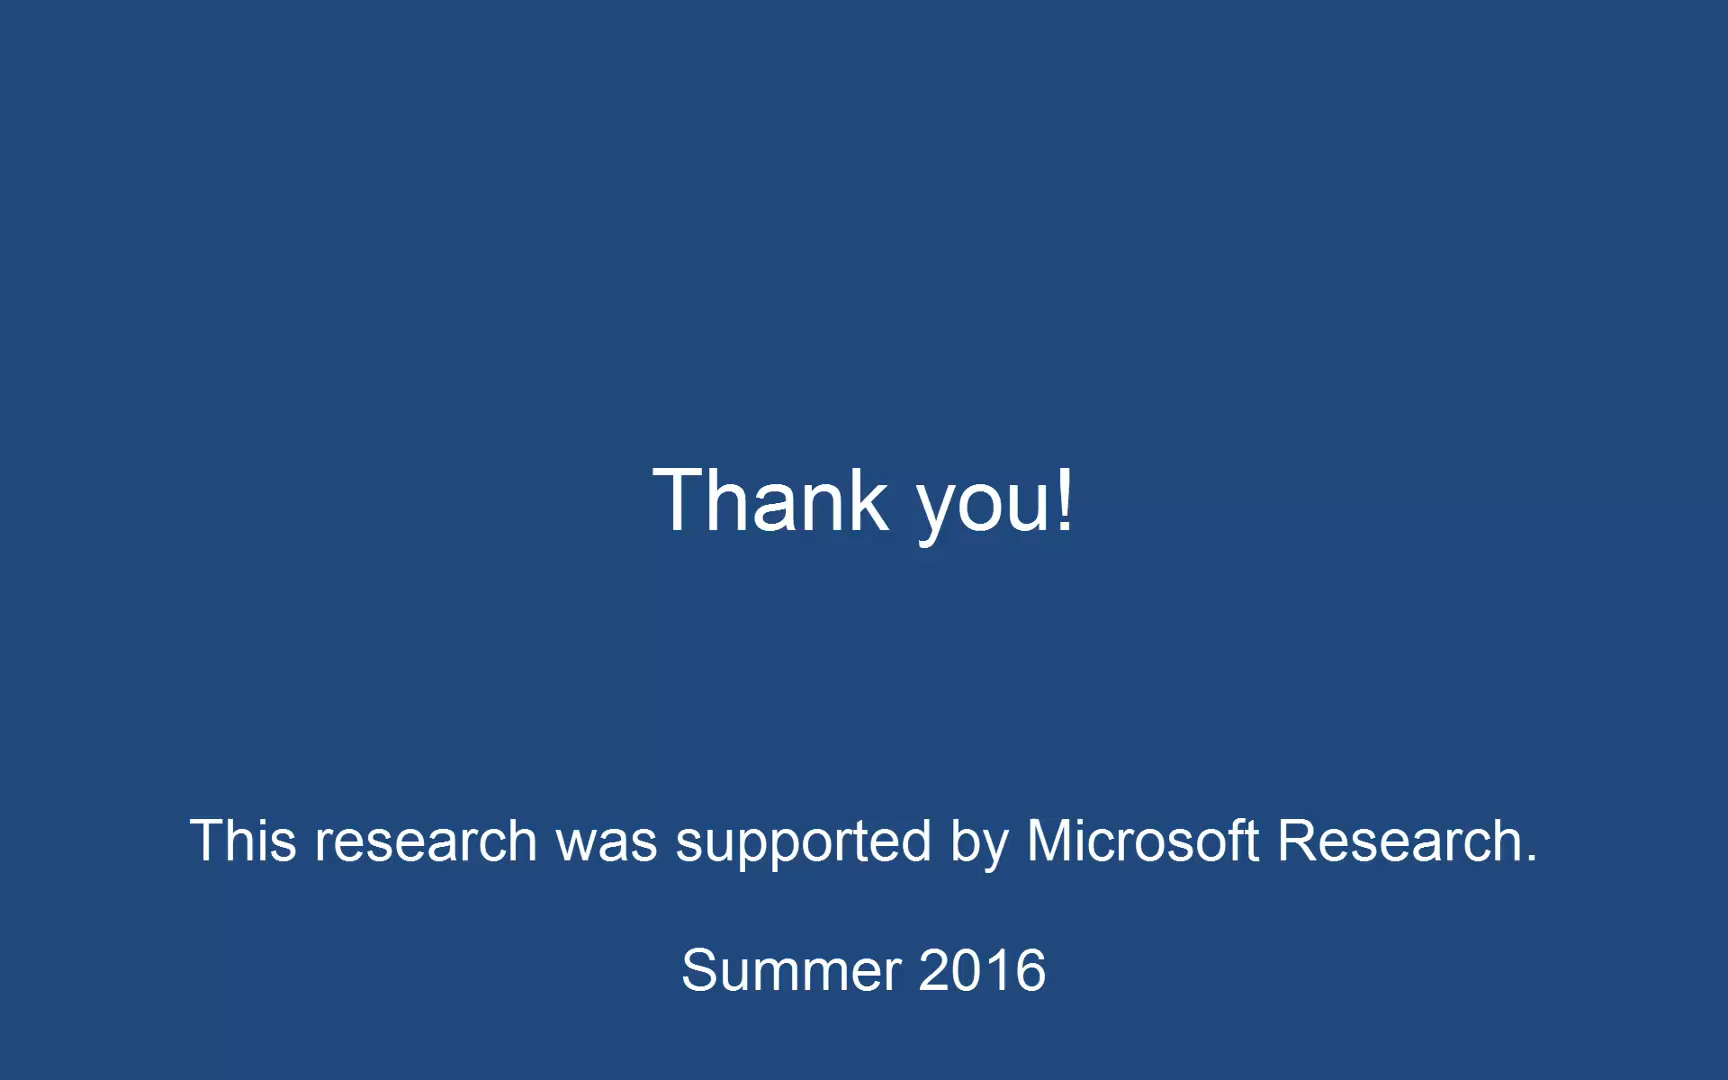 Thank you!
This research was supported by Microsoft Research.
Summer 2016